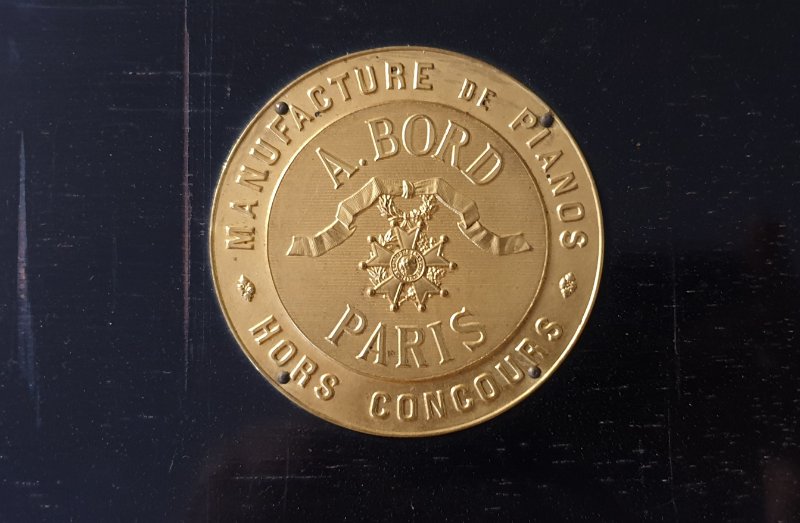 MANUFACTURE DE PIANOS
A. BORD
PARIS
HORS CONCOURS